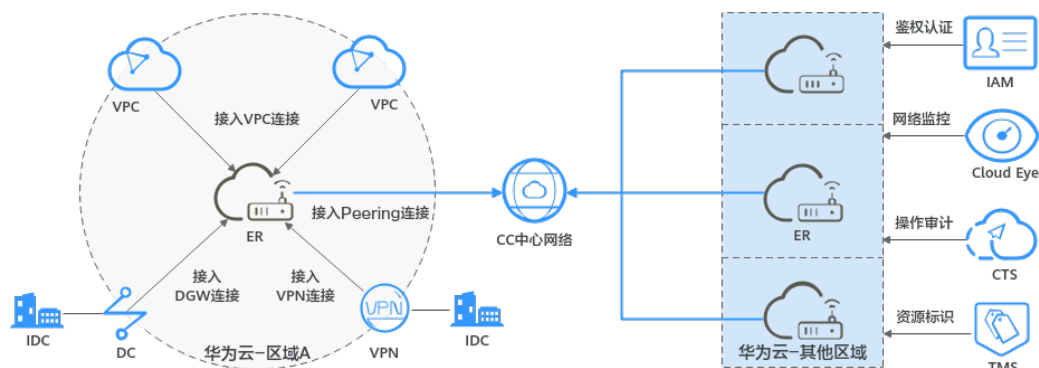 VPC
VPC
接入VPC连接
ER
接入Peering连接
接入
DGW连接
接入
VPN连接
IDC
DC
VPN
VPN
IDC
华为云-区域A
CC中心网络
ER
华为云-其他区域
鉴权认证
IAM
网络监控
Cloud Eye
操作审计
CTS
资源标识
TMS